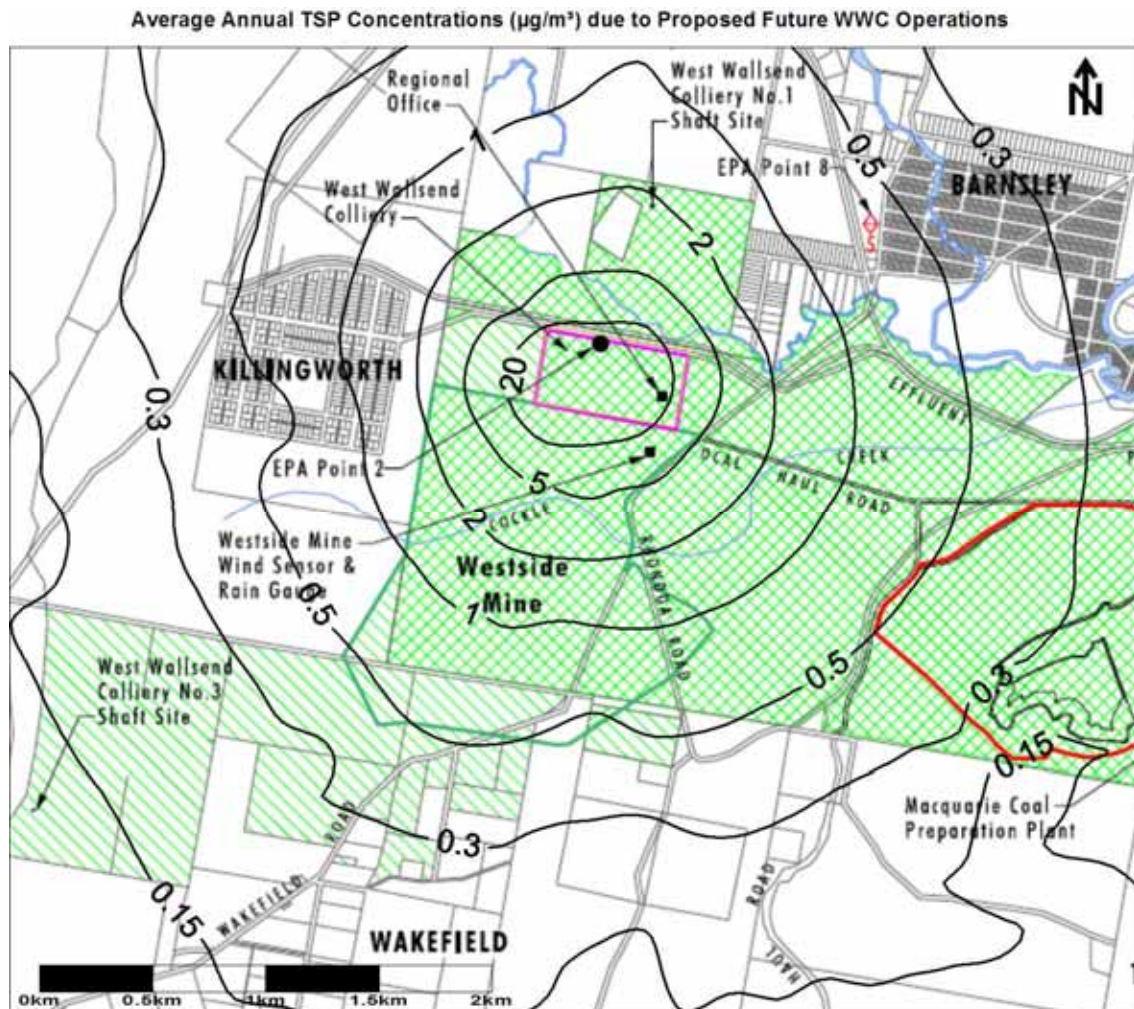 Average Annual TSP Concentrations (µg/m³) due to Proposed Future WWC Operations
Regional
Office
West Wallsend
Colliery No.1
Shaft Site
N
1
0.5
0.3
EPA Point 8
BARNSLEY
West Wallsend
Colliery
2
KILLINGWORTH
20
0.3
EFFLUENT
EPA Point 2
5
CREEK
HAUL ROAD
2
COCKLE
Westside Mine
Wind Sensor &
Rain Gauge
Westside
Mine
RHONDDA ROAD
0.5
1
0.5
West Wallsend
Colliery No.3
Shaft Site
0.3
0.15
Macquarie Coal
Preparation Plant
ROAD
0.3
0.15
WAKEFIELD
WAKEFIELD
ROAD
HAUL
0km
0.5km
1km
1.5km
2km